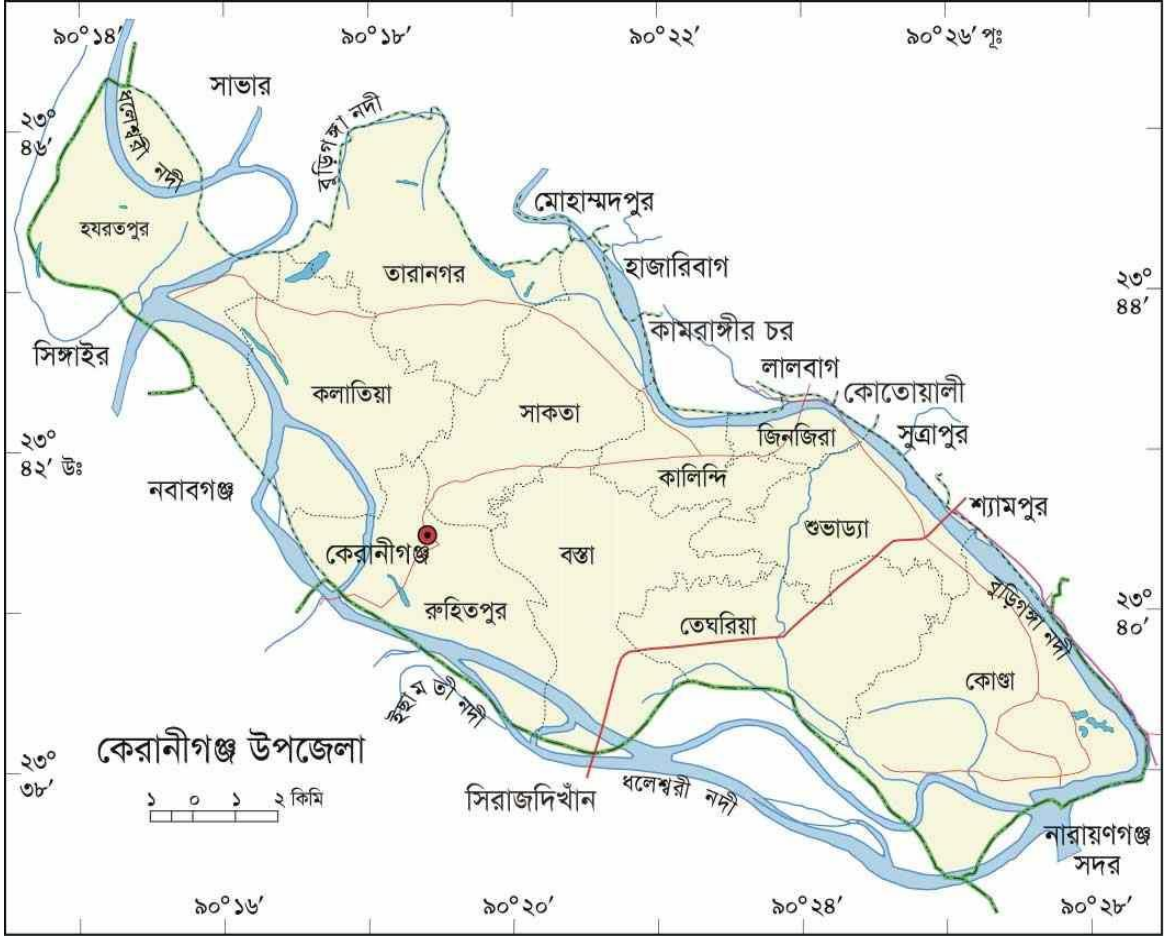 ৯০° ১৪′
৯০° ১৮′
৯০° ২২′
৯০° ২৬′ পূঃ
সাভার
ধলেশ্বরী নদী
বুড়িগঙ্গা নদী
২৩°
৪৬′
মোহাম্মদপুর
হযরতপুর
তারানগর
হাজারিবাগ
২৩°
৪৪′
কামরাঙ্গীর চর
সিঙ্গাইর
লালবাগ
কলাতিয়া
কোতোয়ালী
সাকতা
জিনজিরা
সুত্রাপুর
২৩°
৪২′ উঃ
কালিন্দি
নবাবগঞ্জ
শ্যামপুর
শুভাড্যা
কেরানীগঞ্জ
বস্তা
রুহিতপুর
তেঘরিয়া
বুড়িগঙ্গা নদী
২৩°
৪০′
কোণ্ডা
ইছামতী নদী
কেরানীগঞ্জ উপজেলা
২৩°
৩৮′
১ ০ ১ ২ কিমি
সিরাজদিখাঁন
ধলেশ্বরী নদী
নারায়ণগঞ্জ
সদর
৯০° ১৬′
৯০° ২০′
৯০° ২৪′
৯০° ২৮′